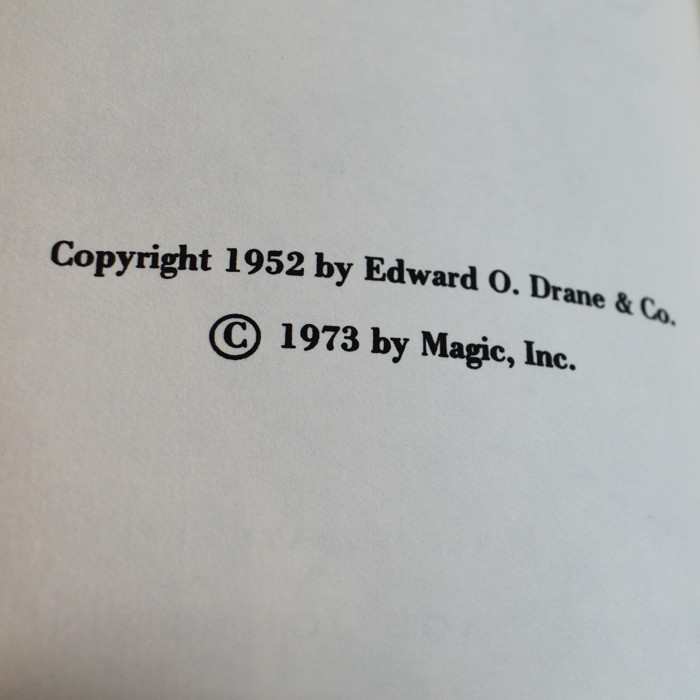 Copyright 1952 by Edward O. Drane & Co.
© 1973 by Magic, Inc.